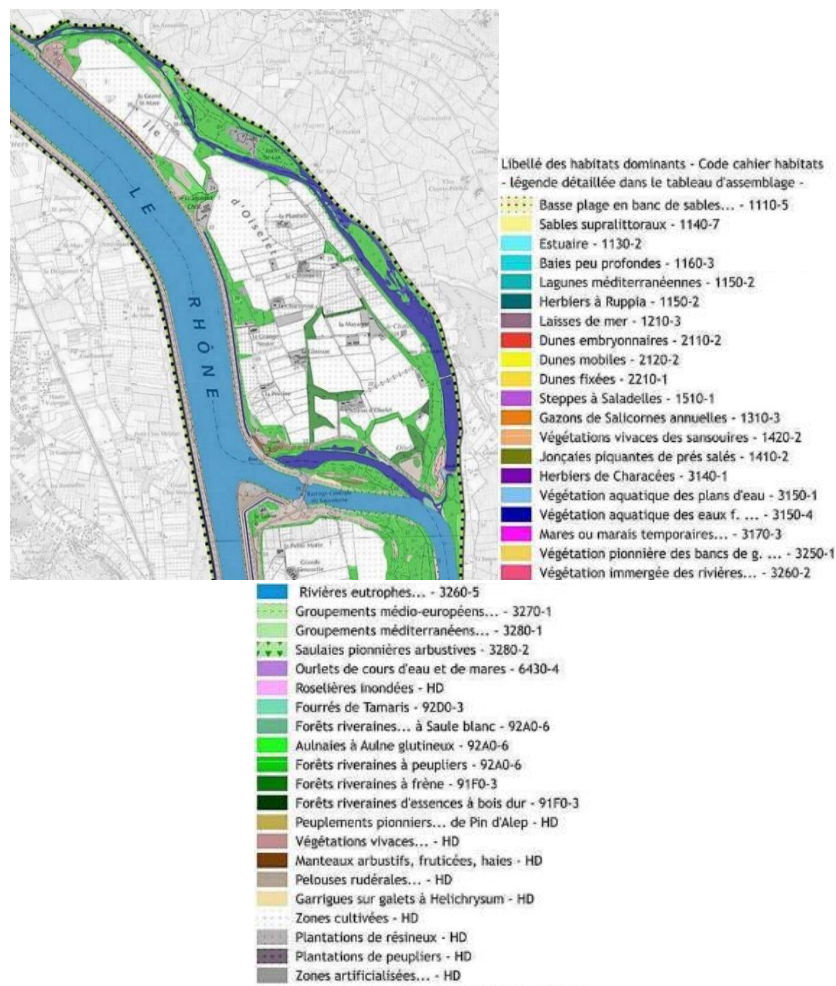 île
d'Oiselet
LE
RHÔNE
Libellé des habitats dominants - Code cahier habitats
- légende détaillée dans le tableau d'assemblage -
Basse plage en banc de sables... - 1110-5
Sables supralittoraux - 1140-7
Estuaire - 1130-2
Baies peu profondes - 1160-3
Lagunes méditerranéennes - 1150-2
Herbiers à Ruppia - 1150-2
Laisses de mer - 1210-3
Dunes embryonnaires - 2110-2
Dunes mobiles - 2120-2
Dunes fixées - 2210-1
Steppes à Saladelles - 1510-1
Gazons de Salicornes annuelles - 1310-3
Végétations vivaces des sansouires - 1420-2
Jonçaies piquantes de prés salés - 1410-2
Herbiers de Characées - 3140-1
Végétation aquatique des plans d'eau - 3150-1
Végétation aquatique des eaux f. ... - 3150-4
Mares ou marais temporaires... - 3170-3
Végétation pionnière des bancs de g. ... - 3250-1
Végétation immergée des rivières... - 3260-2
Rivières eutrophes... - 3260-5
Groupements médio-européens... - 3270-1
Groupements méditerranéens... - 3280-1
Saulaies pionnières arbustives - 3280-2
Ourlets de cours d'eau et de mares - 6430-4
Roselières inondées - HD
Fourrés de Tamaris - 92D0-3
Forêts riveraines... à Saule blanc - 92A0-6
Aulnaies à Aulne glutineux - 92A0-6
Forêts riveraines à peupliers - 92A0-6
Forêts riveraines à frêne - 91F0-3
Forêts riveraines d'essences à bois dur - 91F0-3
Peuplements pionniers... de Pin d'Alep - HD
Végétations vivaces... - HD
Manteaux arbustifs, fruticées, haies - HD
Pelouses rudérales... - HD
Garrigues sur galets à Helichrysum - HD
Zones cultivées - HD
Plantations de résineux - HD
Plantations de peupliers - HD
Zones artificialisées... - HD